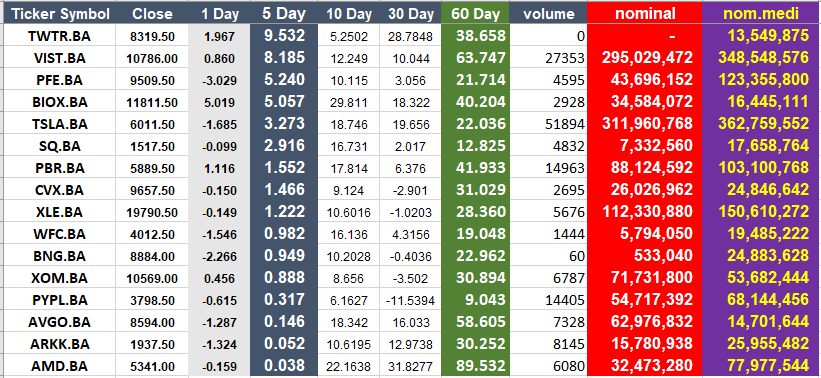 Ticker Symbol Close 1 Day 5 Day 10 Day 30 Day 60 Day volume nominal nom.medi
TWTR.BA 8319.50 1.967 9.532 5.2502 28.7848 38.658 0 - 13,549,875
VIST.BA 10786.00 0.860 8.185 12.249 10.044 63.747 27353 295,029,472 348,548,576
PFE.BA 9509.50 -3.029 5.240 10.115 3.056 21.714 4595 43,696,152 123,355,800
BIOX.BA 11811.50 5.019 5.057 29.811 18.322 40.204 2928 34,584,072 16,445,111
TSLA.BA 6011.50 -1.685 3.273 18.746 19.656 22.036 51894 311,960,768 362,759,552
SQ.BA 1517.50 -0.099 2.916 16.731 2.017 12.825 4832 7,332,560 17,658,764
PBR.BA 5889.50 1.116 1.552 17.814 6.376 41.933 14963 88,124,592 103,100,768
CVX.BA 9657.50 -0.150 1.466 9.124 -2.901 31.029 2695 26,026,962 24,846,642
XLE.BA 19790.50 -0.149 1.222 10.6016 -1.0203 28.360 5676 112,330,880 150,610,272
WFC.BA 4012.50 -1.546 0.982 16.136 4.3156 19.048 1444 5,794,050 19,485,222
BNG.BA 8884.00 -2.266 0.949 10.2028 -0.4036 22.962 60 533,040 24,883,628
XOM.BA 10569.00 0.456 0.888 8.656 -3.502 30.894 6787 71,731,800 53,682,444
PYPL.BA 3798.50 -0.615 0.317 6.1627 -11.5394 9.043 14405 54,717,392 68,144,456
AVGO.BA 8594.00 -1.287 0.146 18.342 16.033 58.605 7328 62,976,832 14,701,644
ARKK.BA 1937.50 -1.324 0.052 10.6195 12.9738 30.252 8145 15,780,938 25,955,482
AMD.BA 5341.00 -0.159 0.038 22.1638 31.8277 89.532 6080 32,473,280 77,977,544